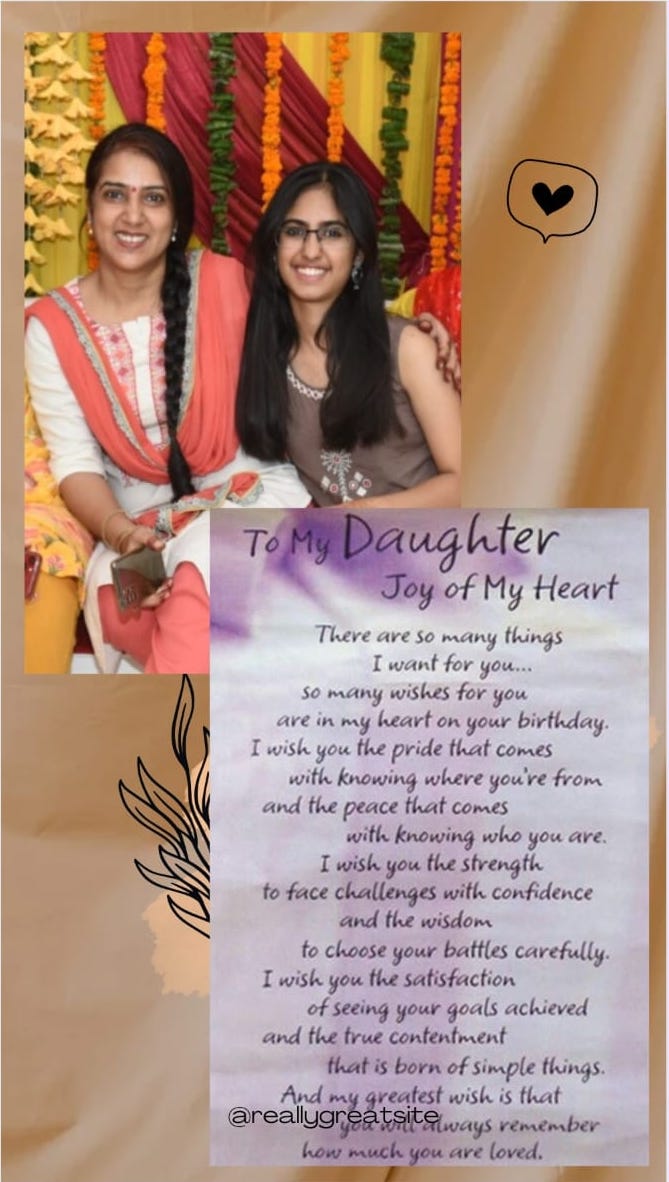 To My Daughter
Joy of My Heart
There are so many things
I want for you...
so many wishes for you
are in my heart on your birthday.
I wish you the pride that comes
with knowing where you're from
and the peace that comes
with knowing who you are.
I wish you the strength
to face challenges with confidence
and the wisdom
to choose your battles carefully.
I wish you the satisfaction
of seeing your goals achieved
and the true contentment
that is born of simple things.
And my greatest wish is that
@reallygreatsite
you will always remember
how much you are loved.